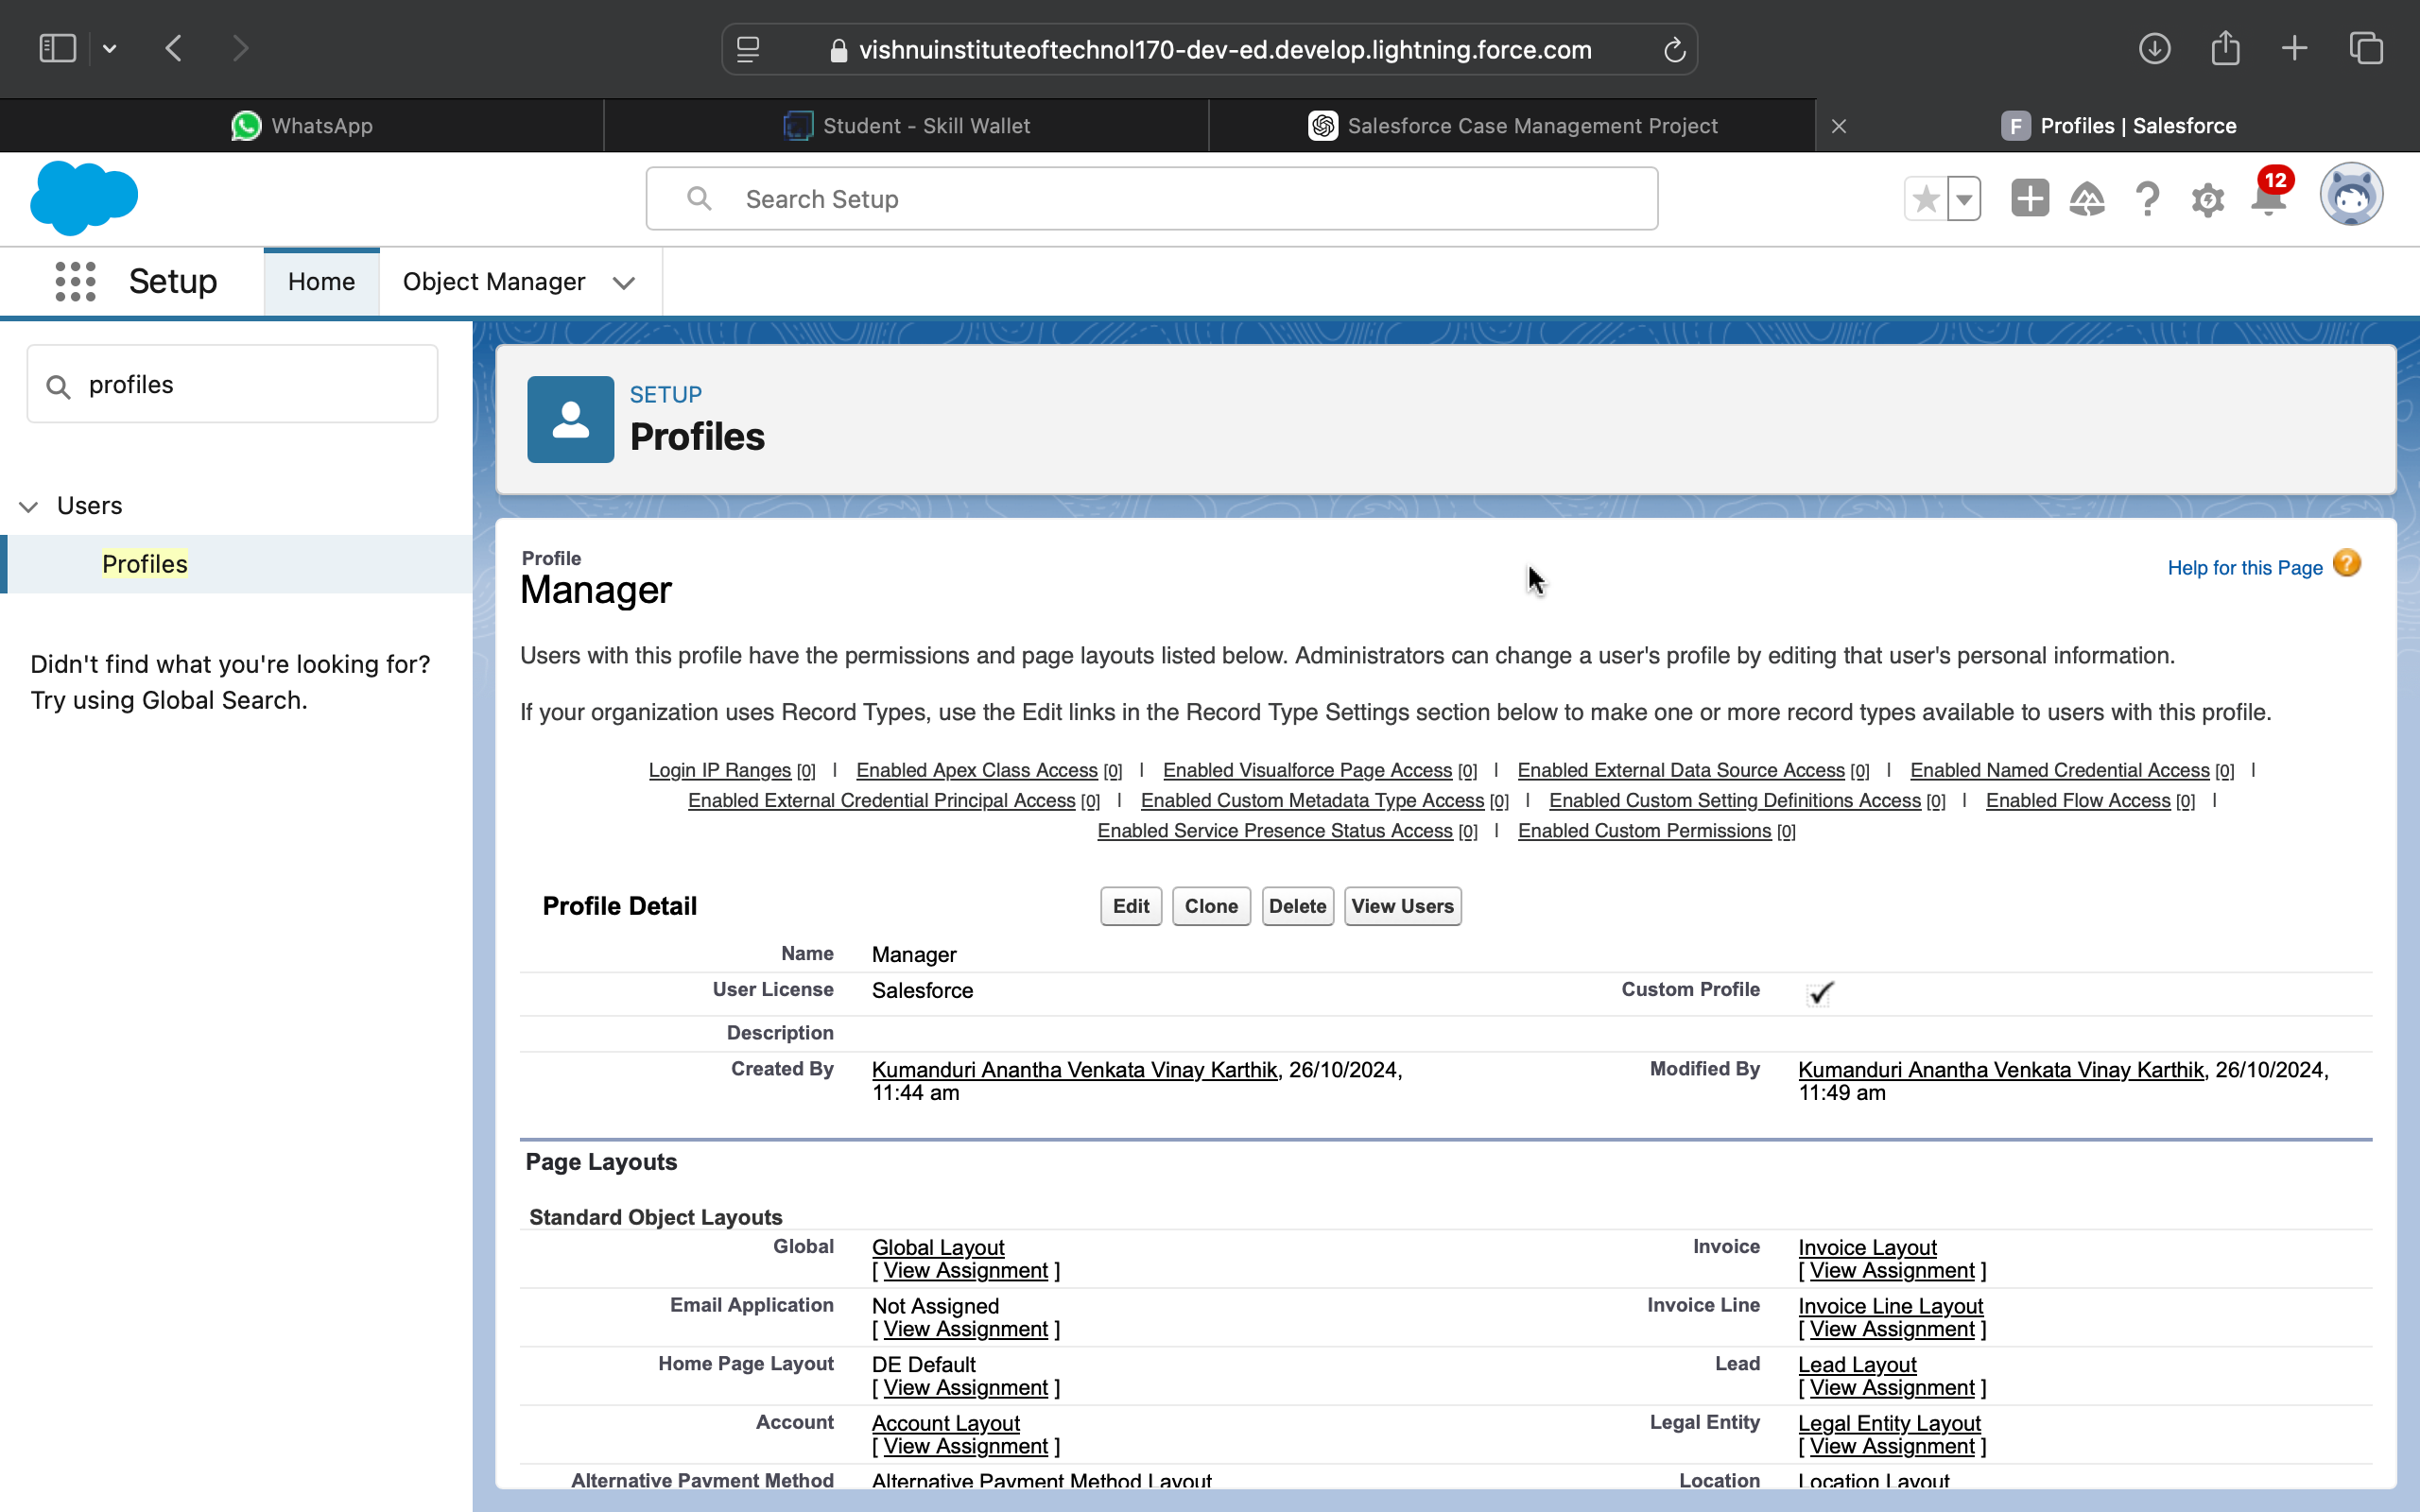 vishnuinstituteoftechnol170-dev-ed.develop.lightning.force.com
WhatsApp
Student - Skill Wallet
Salesforce Case Management Project
F
Profiles | Salesforce
Search Setup
12
Setup
Home
Object Manager
profiles
Users
Profiles
Didn't find what you're looking for?
Try using Global Search.
SETUP
Profiles
Profile
Manager
Help for this Page
Users with this profile have the permissions and page layouts listed below. Administrators can change a user's profile by editing that user's personal information.
If your organization uses Record Types, use the Edit links in the Record Type Settings section below to make one or more record types available to users with this profile.
Login IP Ranges [0] | Enabled Apex Class Access [0] | Enabled Visualforce Page Access [0] | Enabled External Data Source Access [0] | Enabled Named Credential Access [0] |
Enabled External Credential Principal Access [0] | Enabled Custom Metadata Type Access [0] | Enabled Custom Setting Definitions Access [0] | Enabled Flow Access [0] |
Enabled Service Presence Status Access [0] | Enabled Custom Permissions [0]
Profile Detail
Edit Clone Delete View Users
Name Manager
User License Salesforce Custom Profile
Description
Created By Kumanduri Anantha Venkata Vinay Karthik, 26/10/2024,
11:44 am
Modified By Kumanduri Anantha Venkata Vinay Karthik, 26/10/2024,
11:49 am
Page Layouts
Standard Object Layouts
Global Global Layout
[ View Assignment ]
Invoice Invoice Layout
[ View Assignment ]
Email Application Not Assigned
[ View Assignment ]
Invoice Line Invoice Line Layout
[ View Assignment ]
Home Page Layout DE Default
[ View Assignment ]
Lead Lead Layout
[ View Assignment ]
Account Account Layout
[ View Assignment ]
Legal Entity Legal Entity Layout
[ View Assignment ]
Alternative Payment Method Alternative Payment Method Layout
Location Location Layout